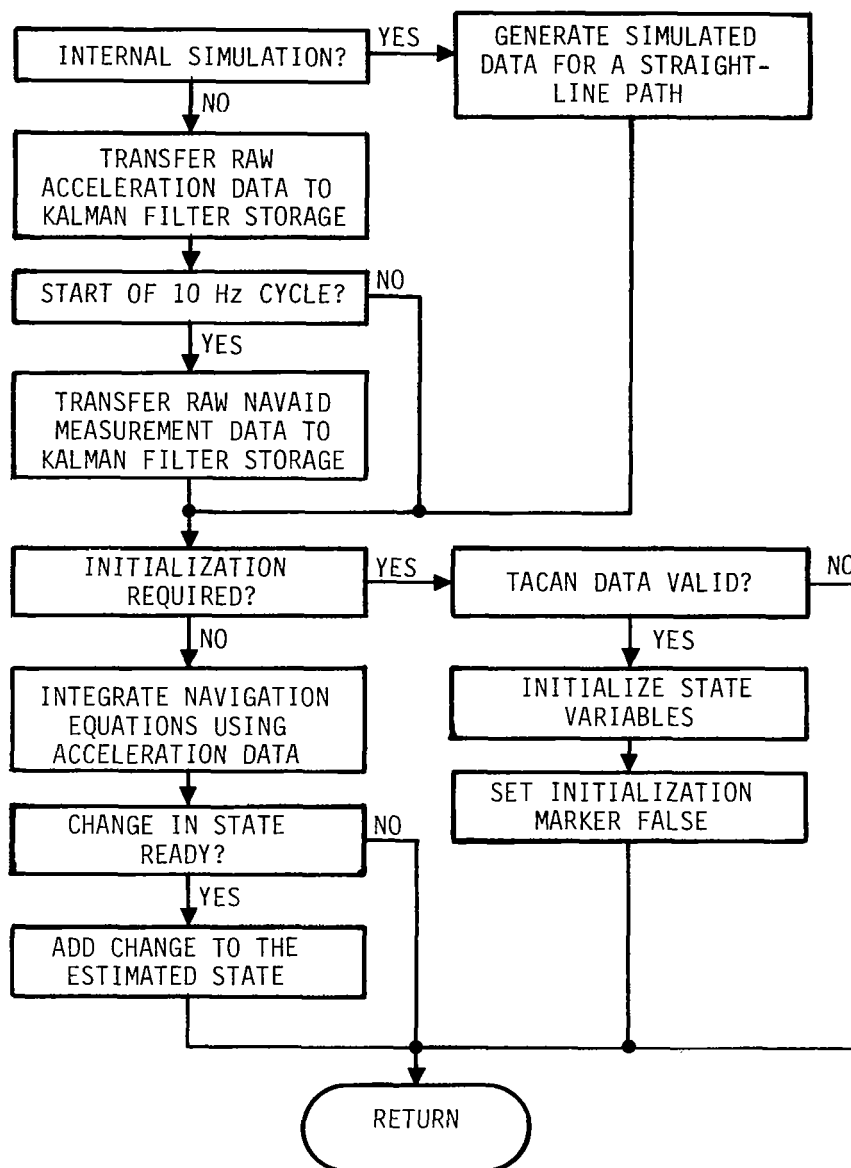 INTERNAL SIMULATION?
YES
GENERATE SIMULATED
DATA FOR A STRAIGHT-
LINE PATH
NO
TRANSFER RAW
ACCELERATION DATA TO
KALMAN FILTER STORAGE
START OF 10 Hz CYCLE?
NO
YES
TRANSFER RAW NAVAID
MEASUREMENT DATA TO
KALMAN FILTER STORAGE
INITIALIZATION
REQUIRED?
YES
TACAN DATA VALID?
NO
NO
YES
INTEGRATE NAVIGATION
EQUATIONS USING
ACCELERATION DATA
INITIALIZE STATE
VARIABLES
SET INITIALIZATION
MARKER FALSE
CHANGE IN STATE
READY?
NO
YES
ADD CHANGE TO THE
ESTIMATED STATE
RETURN